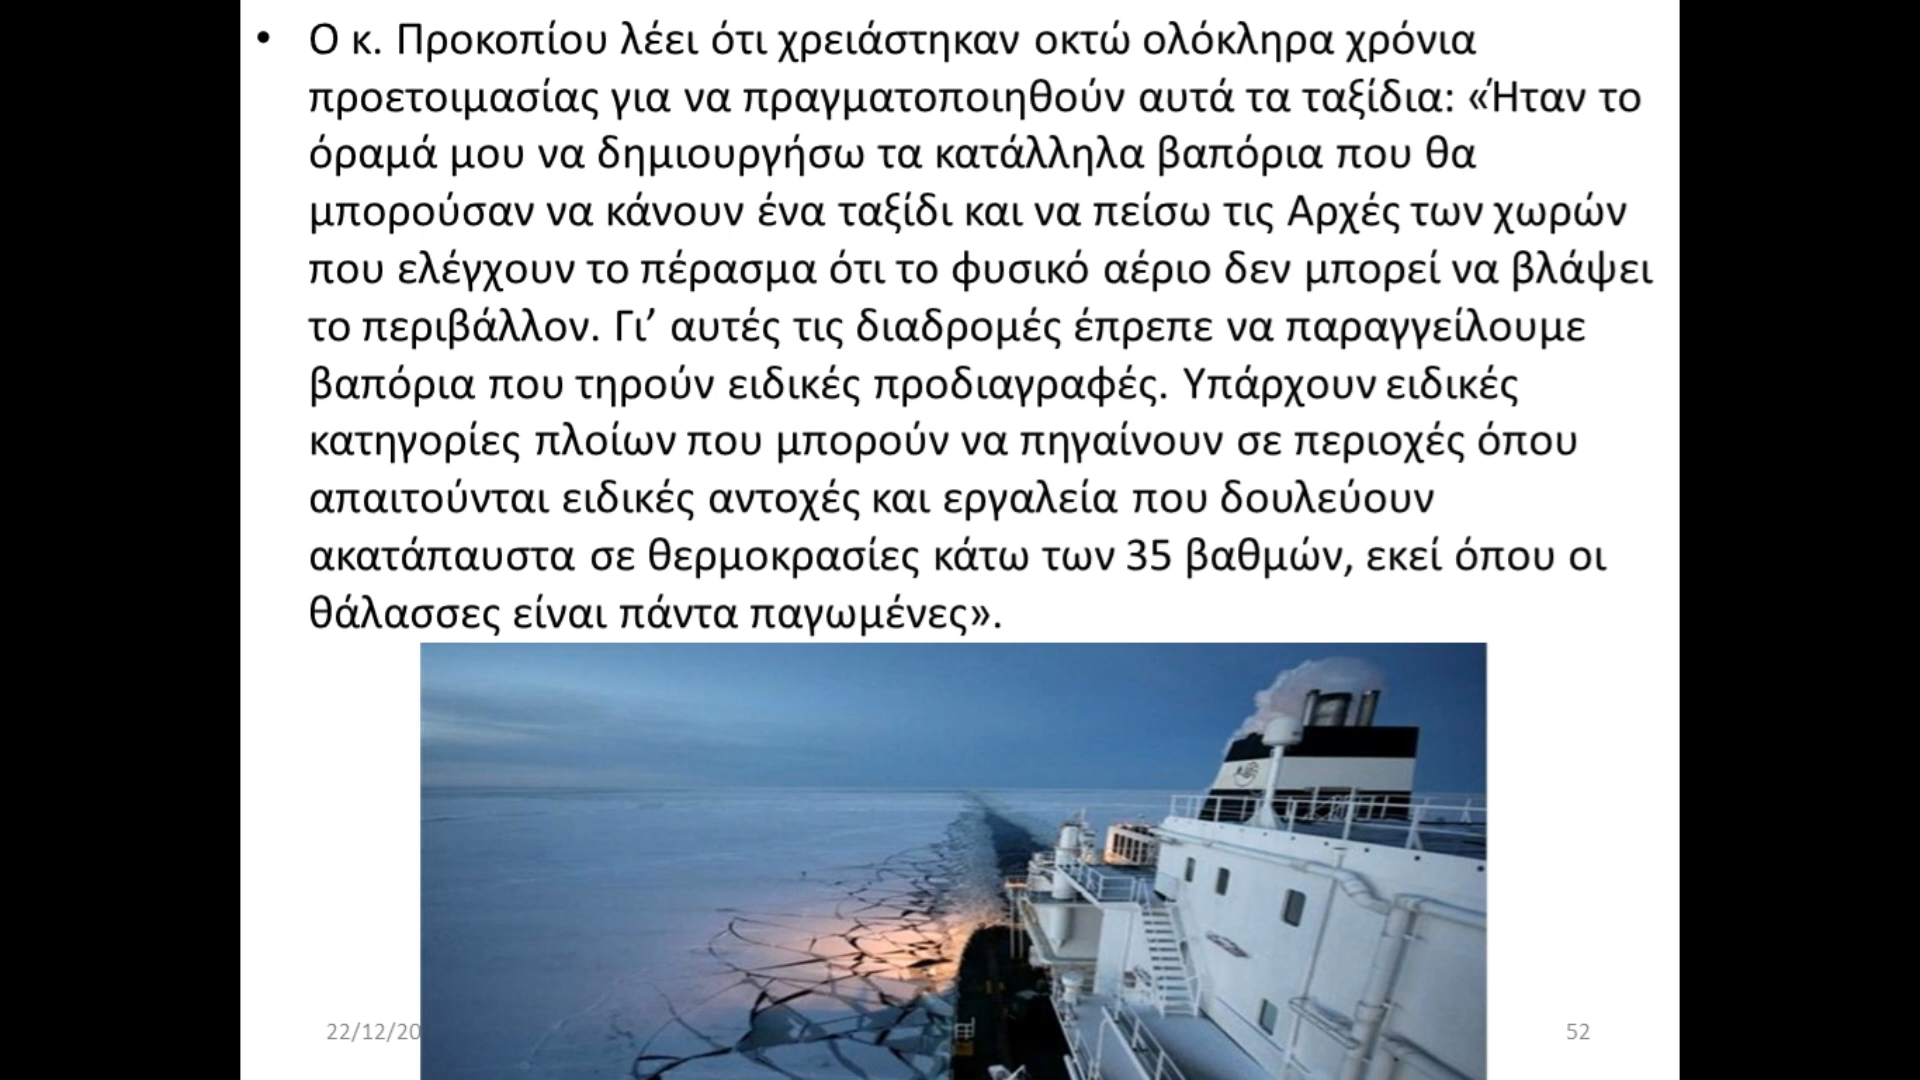 • Ο κ. Προκοπίου λέει ότι χρειάστηκαν οκτώ ολόκληρα χρόνια
προετοιμασίας για να πραγματοποιηθούν αυτά τα ταξίδια: «Ήταν το
όραμά μου να δημιουργήσω τα κατάλληλα βαπόρια που θα
μπορούσαν να κάνουν ένα ταξίδι και να πείσω τις Αρχές των χωρών
που ελέγχουν το πέρασμα ότι το φυσικό αέριο δεν μπορεί να βλάψει
το περιβάλλον. Γι’ αυτές τις διαδρομές έπρεπε να παραγγείλουμε
βαπόρια που τηρούν ειδικές προδιαγραφές. Υπάρχουν ειδικές
κατηγορίες πλοίων που μπορούν να πηγαίνουν σε περιοχές όπου
απαιτούνται ειδικές αντοχές και εργαλεία που δουλεύουν
ακατάπαυστα σε θερμοκρασίες κάτω των 35 βαθμών, εκεί όπου οι
θάλασσες είναι πάντα παγωμένες».
22/12/20
52